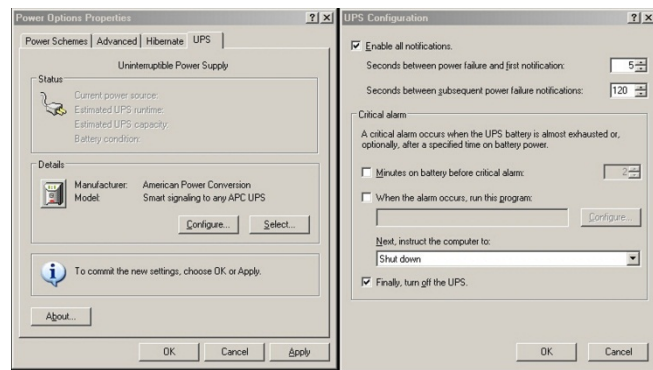 Power Options Properties
Power Schemes Advanced Hibernate UPS
Uninterruptible Power Supply
Status
Current power source:
Estimated UPS runtime:
Estimated UPS capacity:
Battery condition:
Details
Manufacturer: American Power Conversion
Model: Smart signaling to any APC UPS
Configure... Select...
To commit the new settings, choose OK or Apply.
About...
OK Cancel Apply
UPS Configuration
Enable all notifications.
Seconds between power failure and first notification: 5
Seconds between subsequent power failure notifications: 120
Critical alarm
A critical alarm occurs when the UPS battery is almost exhausted or,
optionally, after a specified time on battery power.
Minutes on battery before critical alarm: 2
When the alarm occurs, run this program:
Configure...
Next, instruct the computer to:
Shut down
Finally, turn off the UPS.
OK Cancel